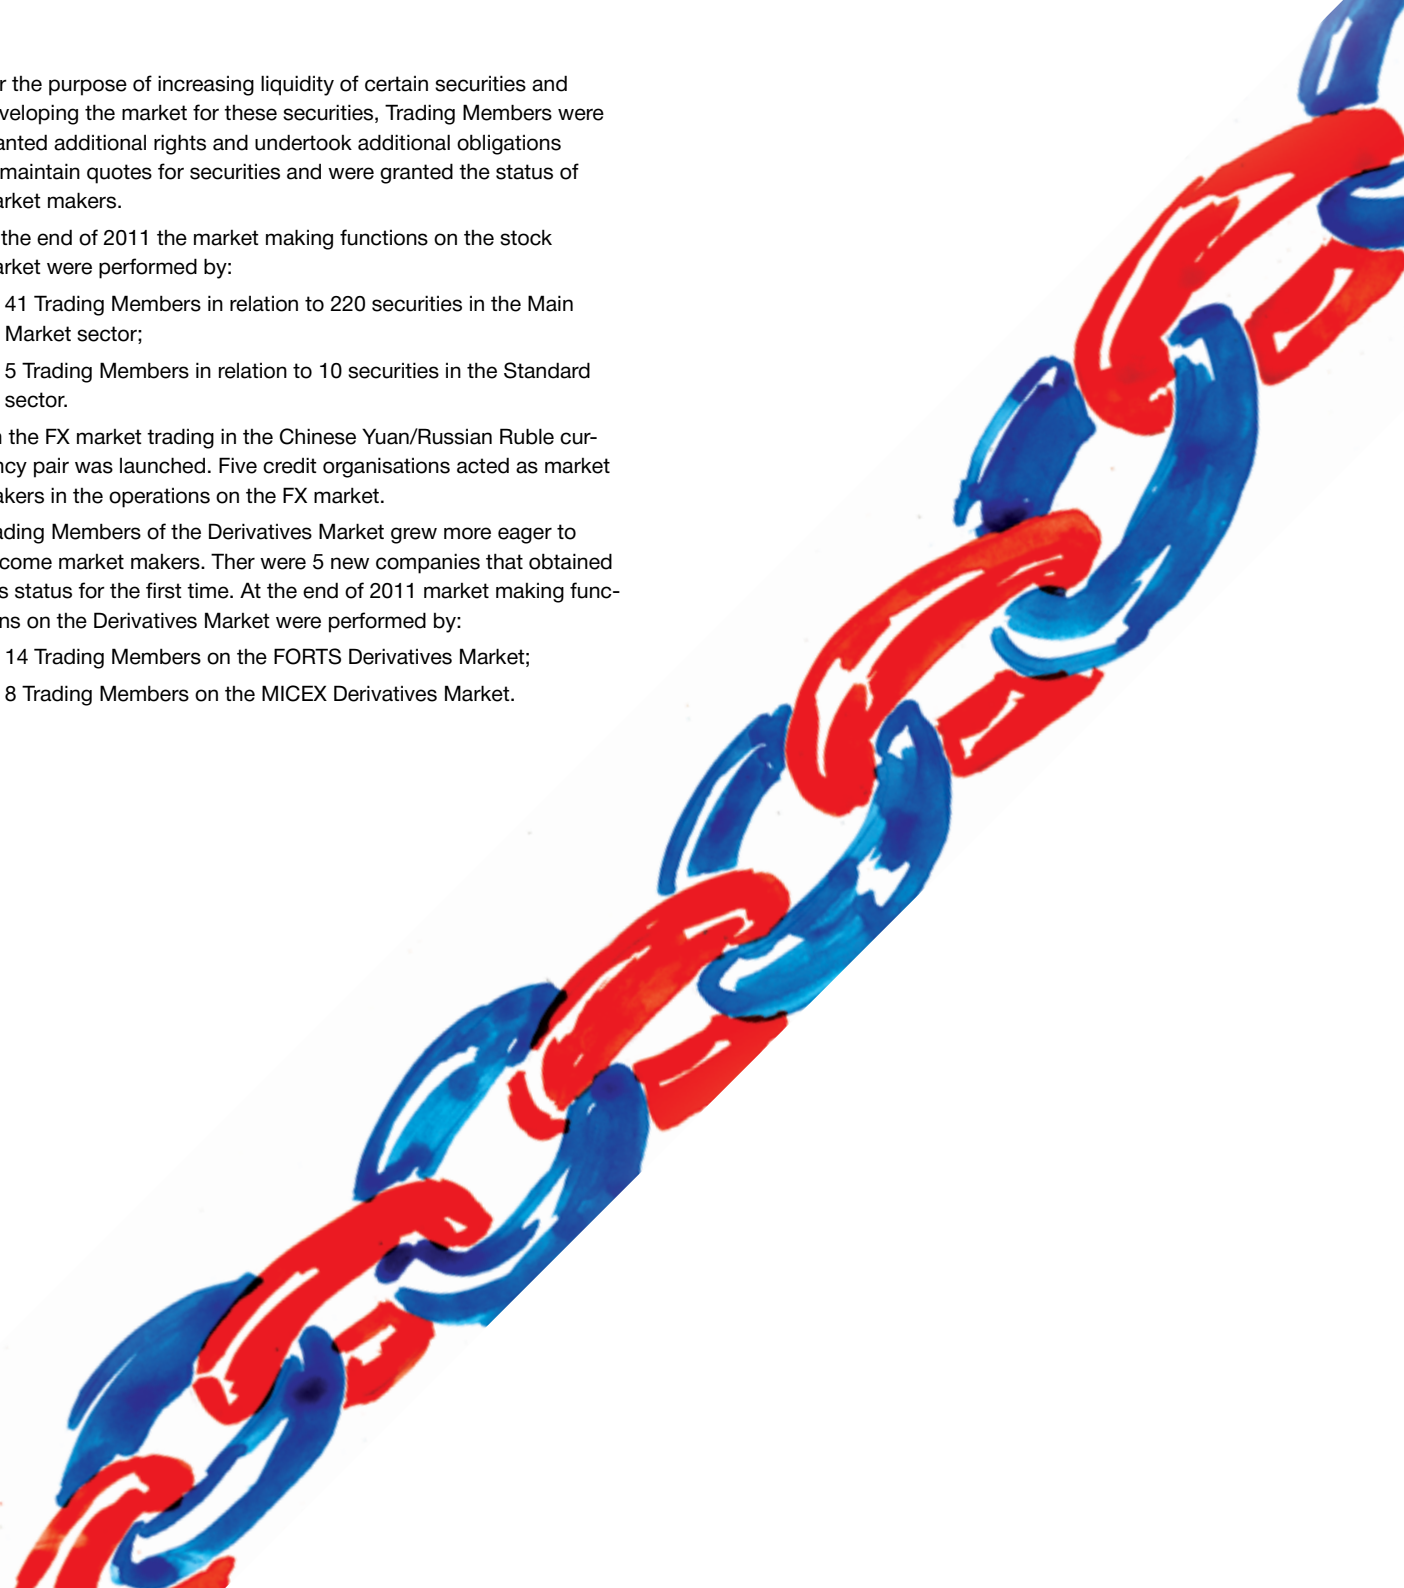 r the purpose of increasing liquidity of certain securities and
veloping the market for these securities, Trading Members were
anted additional rights and undertook additional obligations
maintain quotes for securities and were granted the status of
arket makers.
the end of 2011 the market making functions on the stock
arket were performed by:
41 Trading Members in relation to 220 securities in the Main
Market sector;
5 Trading Members in relation to 10 securities in the Standard
sector.
the FX market trading in the Chinese Yuan/Russian Ruble cur-
ncy pair was launched. Five credit organisations acted as market
akers in the operations on the FX market.
ading Members of the Derivatives Market grew more eager to
come market makers. Ther were 5 new companies that obtained
s status for the first time. At the end of 2011 market making func-
ns on the Derivatives Market were performed by:
14 Trading Members on the FORTS Derivatives Market;
8 Trading Members on the MICEX Derivatives Market.